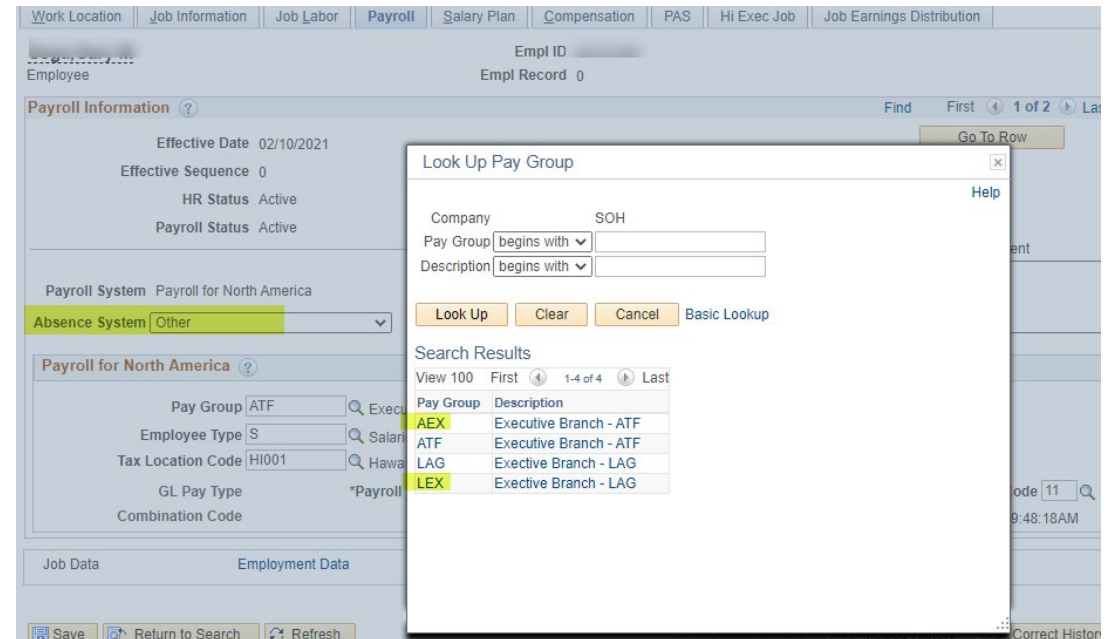 Work Location Job Information Job Labor Payroll Salary Plan Compensation PAS Hi Exec Job Job Earnings Distribution
Empl ID
Employee Empl Record 0
Payroll Information Find First 1 of 2 Las
Go To Row
Effective Date 02/10/2021
Effective Sequence 0
HR Status Active
Payroll Status Active
ent
Payroll System Payroll for North America
Absence System Other
Payroll for North America
Pay Group ATF Execu
Employee Type S Salari
Tax Location Code HI001 Hawa
GL Pay Type *Payroll ode 11
Combination Code 9:48:18AM
Job Data Employment Data
Save Return to Search Refresh Correct Histor
Look Up Pay Group
Help
Company SOH
Pay Group begins with
Description begins with
Look Up Clear Cancel Basic Lookup
Search Results
View 100 First 1-4 of 4 Last
Pay Group Description
AEX Executive Branch - ATF
ATF Executive Branch - ATF
LAG Exective Branch - LAG
LEX Exective Branch - LAG